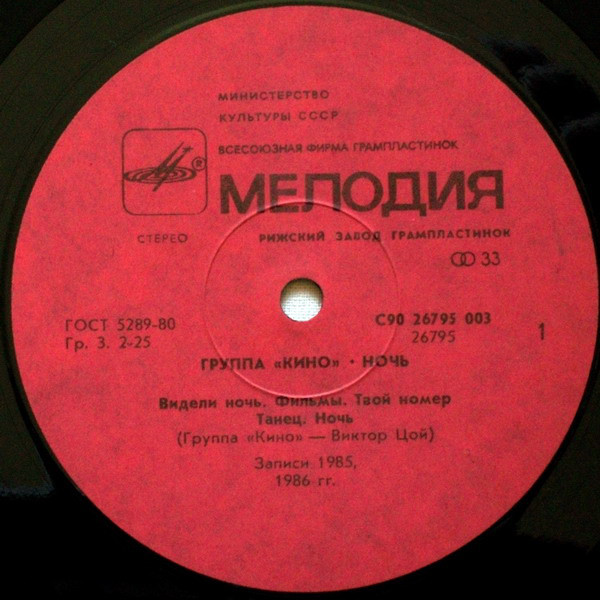 МИНИСТЕРСТВО
КУЛЬТУРЫ СССР
ВСЕСОЮЗНАЯ ФИРМА ГРАМПЛАСТИНОК
®
МЕЛОДИЯ
СТЕРЕО
РИЖСКИЙ ЗАВОД ГРАМПЛАСТИНОК
33
ГОСТ 5289-80
Гр. 3. 2-25
С90 26795 003
26795
1
ГРУППА «КИНО» · НОЧЬ
Видели ночь. Фильмы. Твой номер
Танец. Ночь
(Группа «Кино» — Виктор Цой)
Записи 1985,
1986 гг.